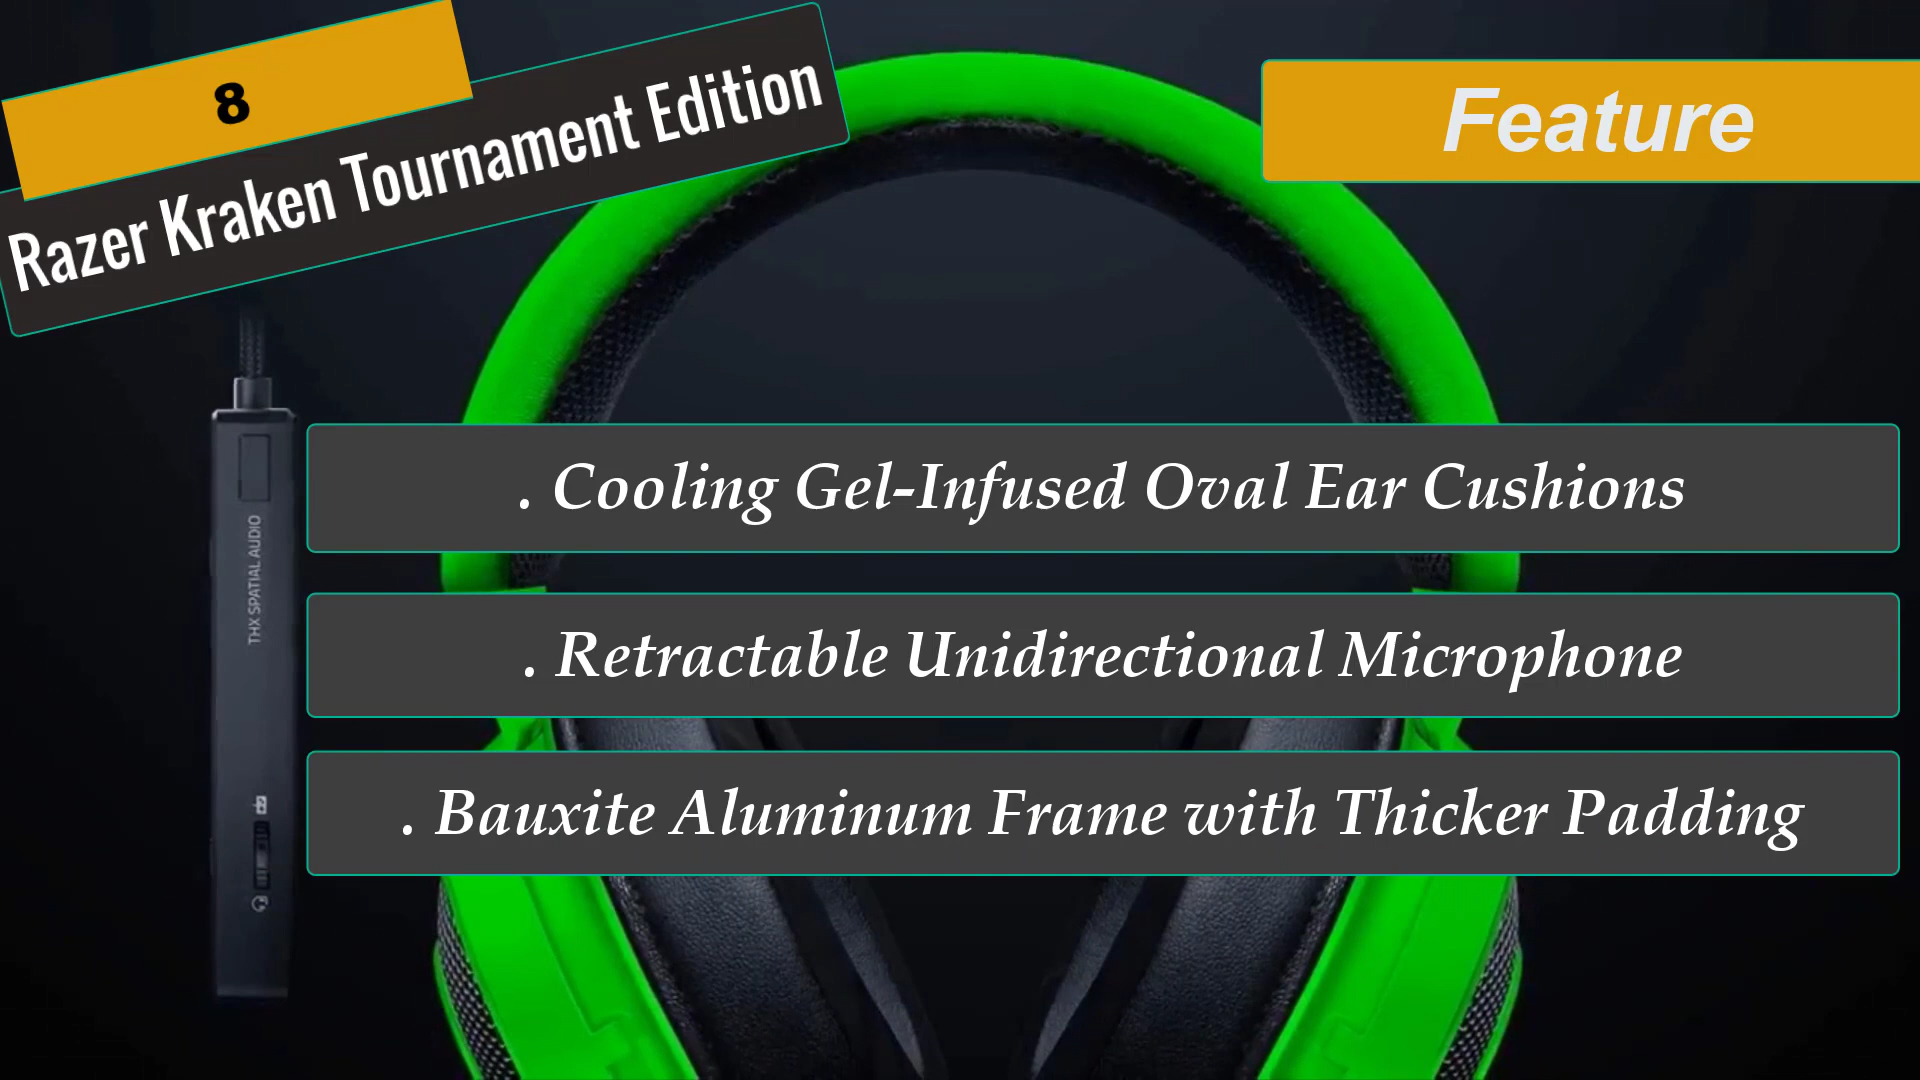 8
Razer Kraken Tournament Edition
Feature
. Cooling Gel-Infused Oval Ear Cushions
. Retractable Unidirectional Microphone
. Bauxite Aluminum Frame with Thicker Padding
THX SPATIAL AUDIO